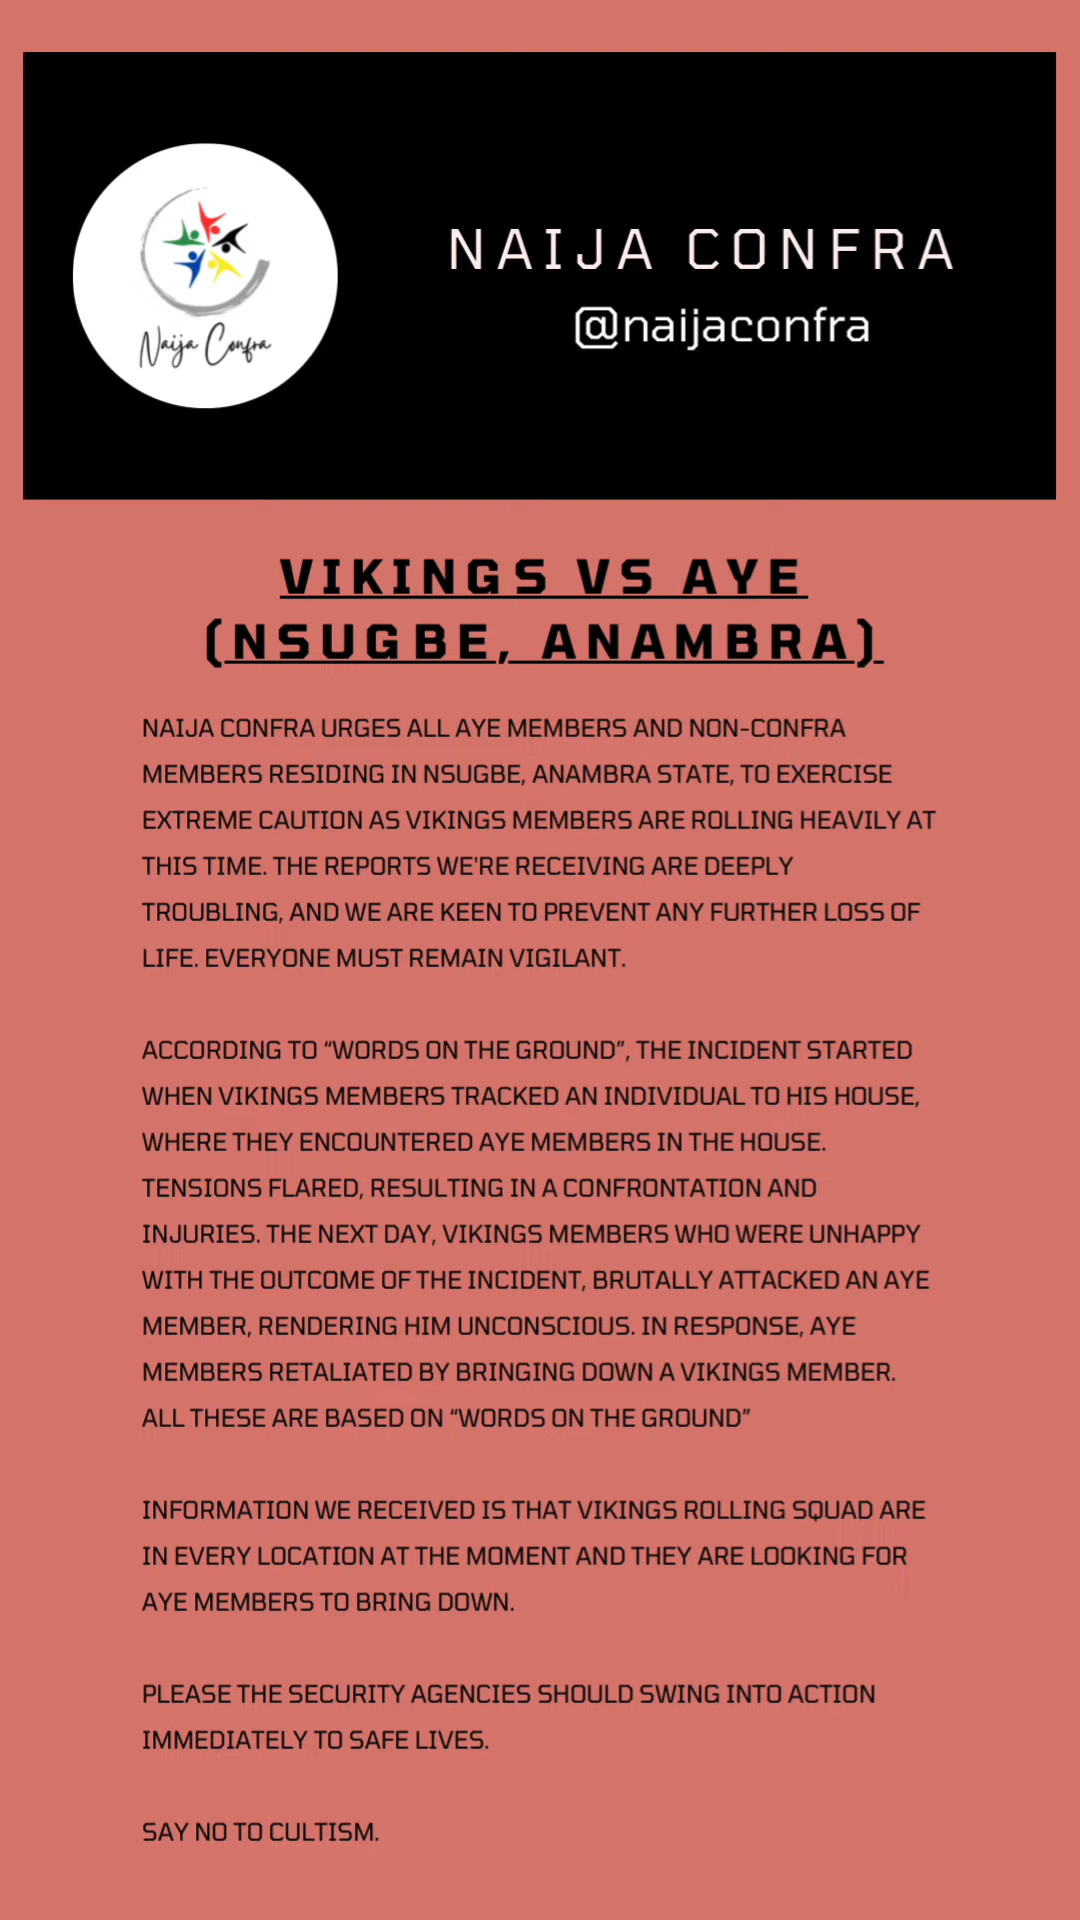 Naija Confra
NAIJA CONFRA
@naijaconfra
VIKINGS VS AYE
(NSUGBE, ANAMBRA)
NAIJA CONFRA URGES ALL AYE MEMBERS AND NON-CONFRA
MEMBERS RESIDING IN NSUGBE, ANAMBRA STATE, TO EXERCISE
EXTREME CAUTION AS VIKINGS MEMBERS ARE ROLLING HEAVILY AT
THIS TIME. THE REPORTS WE'RE RECEIVING ARE DEEPLY
TROUBLING, AND WE ARE KEEN TO PREVENT ANY FURTHER LOSS OF
LIFE. EVERYONE MUST REMAIN VIGILANT.
ACCORDING TO “WORDS ON THE GROUND”, THE INCIDENT STARTED
WHEN VIKINGS MEMBERS TRACKED AN INDIVIDUAL TO HIS HOUSE,
WHERE THEY ENCOUNTERED AYE MEMBERS IN THE HOUSE.
TENSIONS FLARED, RESULTING IN A CONFRONTATION AND
INJURIES. THE NEXT DAY, VIKINGS MEMBERS WHO WERE UNHAPPY
WITH THE OUTCOME OF THE INCIDENT, BRUTALLY ATTACKED AN AYE
MEMBER, RENDERING HIM UNCONSCIOUS. IN RESPONSE, AYE
MEMBERS RETALIATED BY BRINGING DOWN A VIKINGS MEMBER.
ALL THESE ARE BASED ON “WORDS ON THE GROUND”
INFORMATION WE RECEIVED IS THAT VIKINGS ROLLING SQUAD ARE
IN EVERY LOCATION AT THE MOMENT AND THEY ARE LOOKING FOR
AYE MEMBERS TO BRING DOWN.
PLEASE THE SECURITY AGENCIES SHOULD SWING INTO ACTION
IMMEDIATELY TO SAFE LIVES.
SAY NO TO CULTISM.